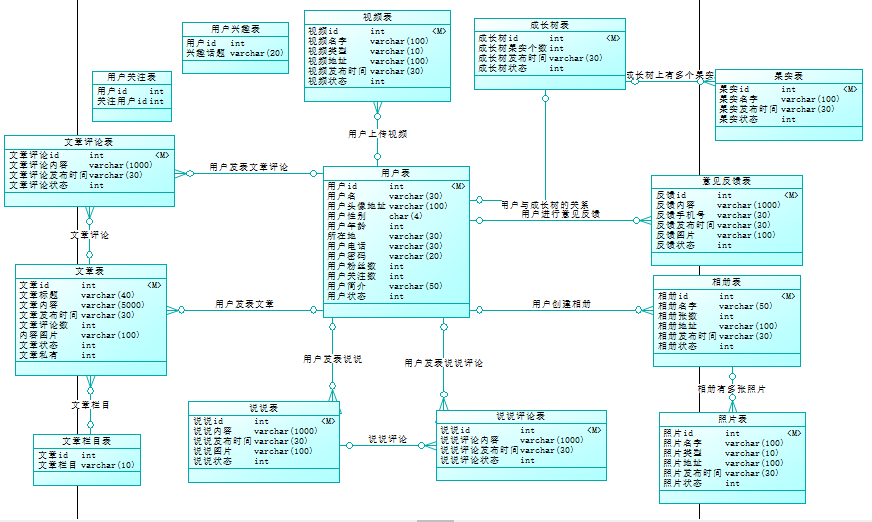 用户兴趣表
用户id int
兴趣话题 varchar(20)
视频表
视频id int <M>
视频名字 varchar(100)
视频类型 varchar(10)
视频地址 varchar(100)
视频发布时间 varchar(30)
视频状态 int
成长树表
成长树id int <M>
成长树果实个数 int
成长树发布时间 varchar(30)
成长树状态 int
成长树上有多个果实
果实表
果实id int <M>
果实名字 varchar(100)
果实发布时间 varchar(30)
果实状态 int
用户关注表
用户id int
关注用户id int
用户上传视频
文章评论表
文章评论id int <M>
文章评论内容 varchar(1000)
文章评论发布时间 varchar(30)
文章评论状态 int
用户发表文章评论
用户表
用户id int <M>
用户名 varchar(30)
用户头像地址 varchar(100)
用户性别 char(4)
用户年龄 int
所在地 varchar(30)
用户电话 varchar(30)
用户密码 varchar(20)
用户粉丝数 int
用户关注数 int
用户简介 varchar(50)
用户状态 int
用户与成长树的关系
用户进行意见反馈
意见反馈表
反馈id int <M>
反馈内容 varchar(1000)
反馈手机号 varchar(30)
反馈发布时间 varchar(30)
反馈图片 varchar(100)
反馈状态 int
文章评论
文章表
文章id int <M>
文章标题 varchar(40)
文章内容 varchar(5000)
文章发布时间 varchar(30)
文章评论数 int
内容图片 varchar(100)
文章状态 int
文章私有 int
用户发表文章
用户创建相册
相册表
相册id int <M>
相册名字 varchar(50)
相册张数 int
相册地址 varchar(100)
相册发布时间 varchar(30)
相册状态 int
用户发表说说
用户发表说说评论
相册有多张照片
文章栏目
文章栏目表
文章id int
文章栏目 varchar(10)
说说表
说说id int <M>
说说内容 varchar(1000)
说说发布时间 varchar(30)
说说图片 varchar(100)
说说状态 int
说说评论
说说评论表
说说id int <M>
说说评论内容 varchar(1000)
说说评论发布时间 varchar(30)
说说评论状态 int
照片表
照片id int <M>
照片名字 varchar(100)
照片类型 varchar(10)
照片地址 varchar(100)
照片发布时间 varchar(30)
照片状态 int